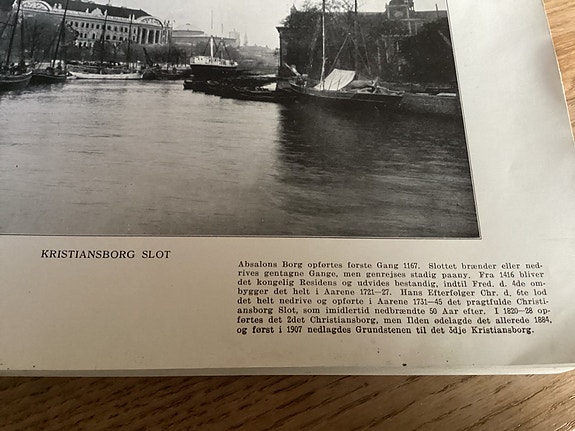 KRISTIANSBORG SLOT
Absalons Borg opførtes første Gang 1167. Slottet brænder eller ned-
rives gentagne Gange, men genrejses stadig paany. Fra 1416 bliver
det kongelig Residens og udvides bestandig, indtil Fred. d. 4de om-
bygger det helt i Aarene 1721—27. Hans Efterfølger Chr. d. 6te lod
det helt nedrive og opførte i Aarene 1731—45 det pragtfulde Christi-
ansborg Slot, som imidlertid nedbrændte 50 Aar efter. I 1820—28 op-
førtes det 2det Christiansborg, men Ilden ødelagde det allerede 1884,
og først i 1907 nedlagdes Grundstenen til det 3dje Kristiansborg.